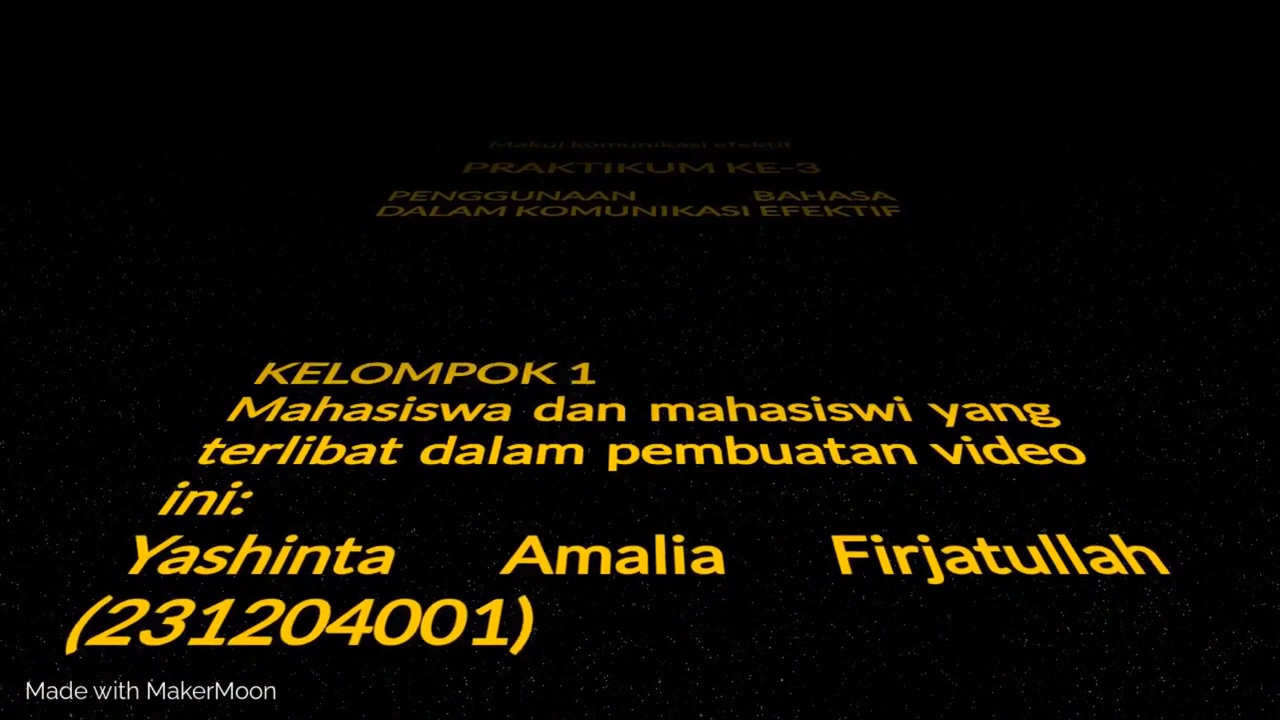 Makul komunikasi efektif
PRAKTIKUM KE-3
PENGGUNAAN BAHASA
DALAM KOMUNIKASI EFEKTIF
KELOMPOK 1
Mahasiswa dan mahasiswi yang
terlibat dalam pembuatan video
ini:
Yashinta Amalia Firjatullah
(231204001)
Made with MakerMoon